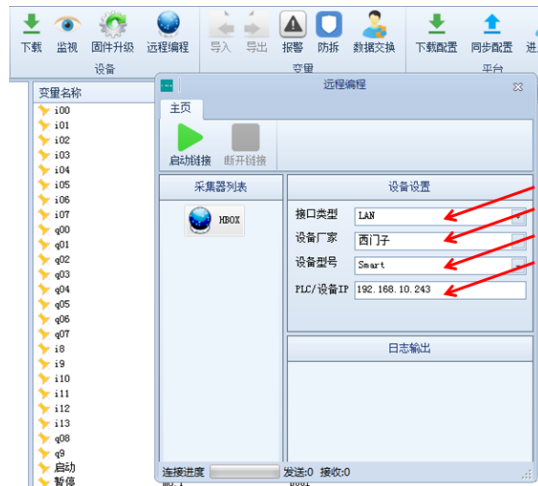 下载 监视 固件升级 远程编程 导入 导出 报警 防拆 数据交换 下载配置 同步配置
设备 变量 平台
变量名称
i00
i01
i02
i03
i04
i05
i06
i07
q00
q01
q02
q03
q04
q05
q06
q07
i8
i9
i10
i11
i12
i13
q08
q9
启动
暂停
远程编程
主页
启动链接 断开链接
采集器列表
HBOX
设备设置
接口类型 LAN
设备厂家 西门子
设备型号 Smart
PLC/设备IP 192.168.10.243
日志输出
连接进度 发送:0 接收:0